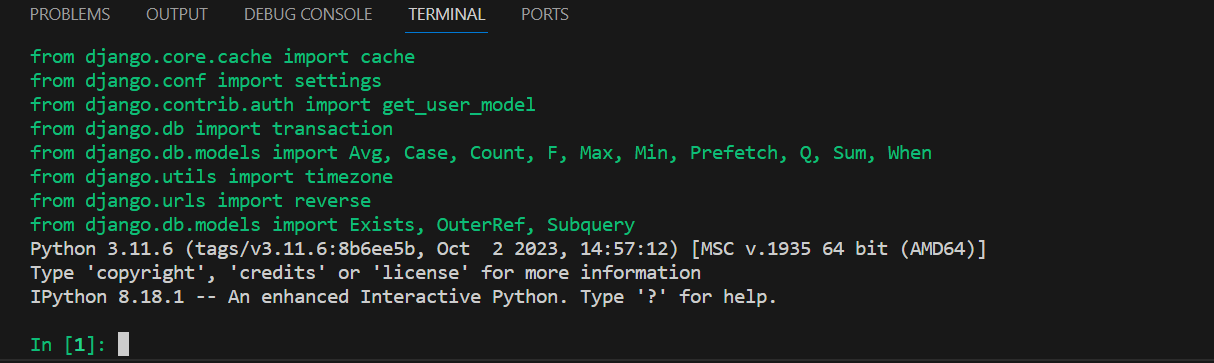 PROBLEMS OUTPUT DEBUG CONSOLE TERMINAL PORTS
from django.core.cache import cache
from django.conf import settings
from django.contrib.auth import get_user_model
from django.db import transaction
from django.db.models import Avg, Case, Count, F, Max, Min, Prefetch, Q, Sum, When
from django.utils import timezone
from django.urls import reverse
from django.db.models import Exists, OuterRef, Subquery
Python 3.11.6 (tags/v3.11.6:8b6ee5b, Oct  2 2023, 14:57:12) [MSC v.1935 64 bit (AMD64)]
Type 'copyright', 'credits' or 'license' for more information
IPython 8.18.1 -- An enhanced Interactive Python. Type '?' for help.
In [1]: